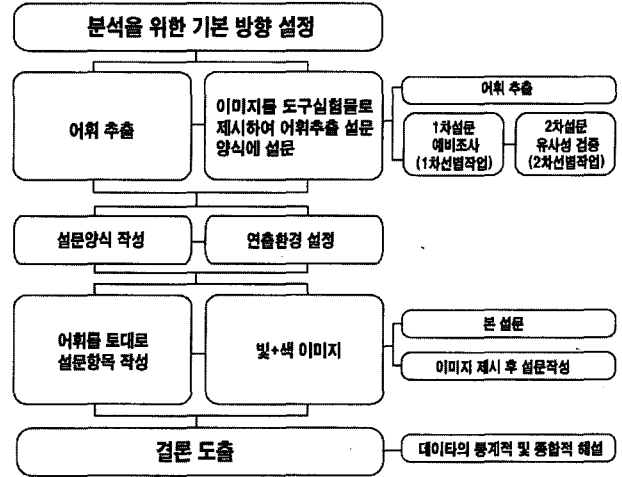 분석을 위한 기본 방향 설정
어휘 추출
이미지를 도구실험물로
제시하여 어휘추출 설문
양식에 설문
어휘 추출
1차설문
예비조사
(1차선별작업)
2차설문
유사성 검증
(2차선별작업)
설문양식 작성
연출환경 설정
어휘를 토대로
설문항목 작성
빛+색 이미지
본 설문
이미지 제시 후 설문작성
결론 도출
데이타의 통계적 및 종합적 해설